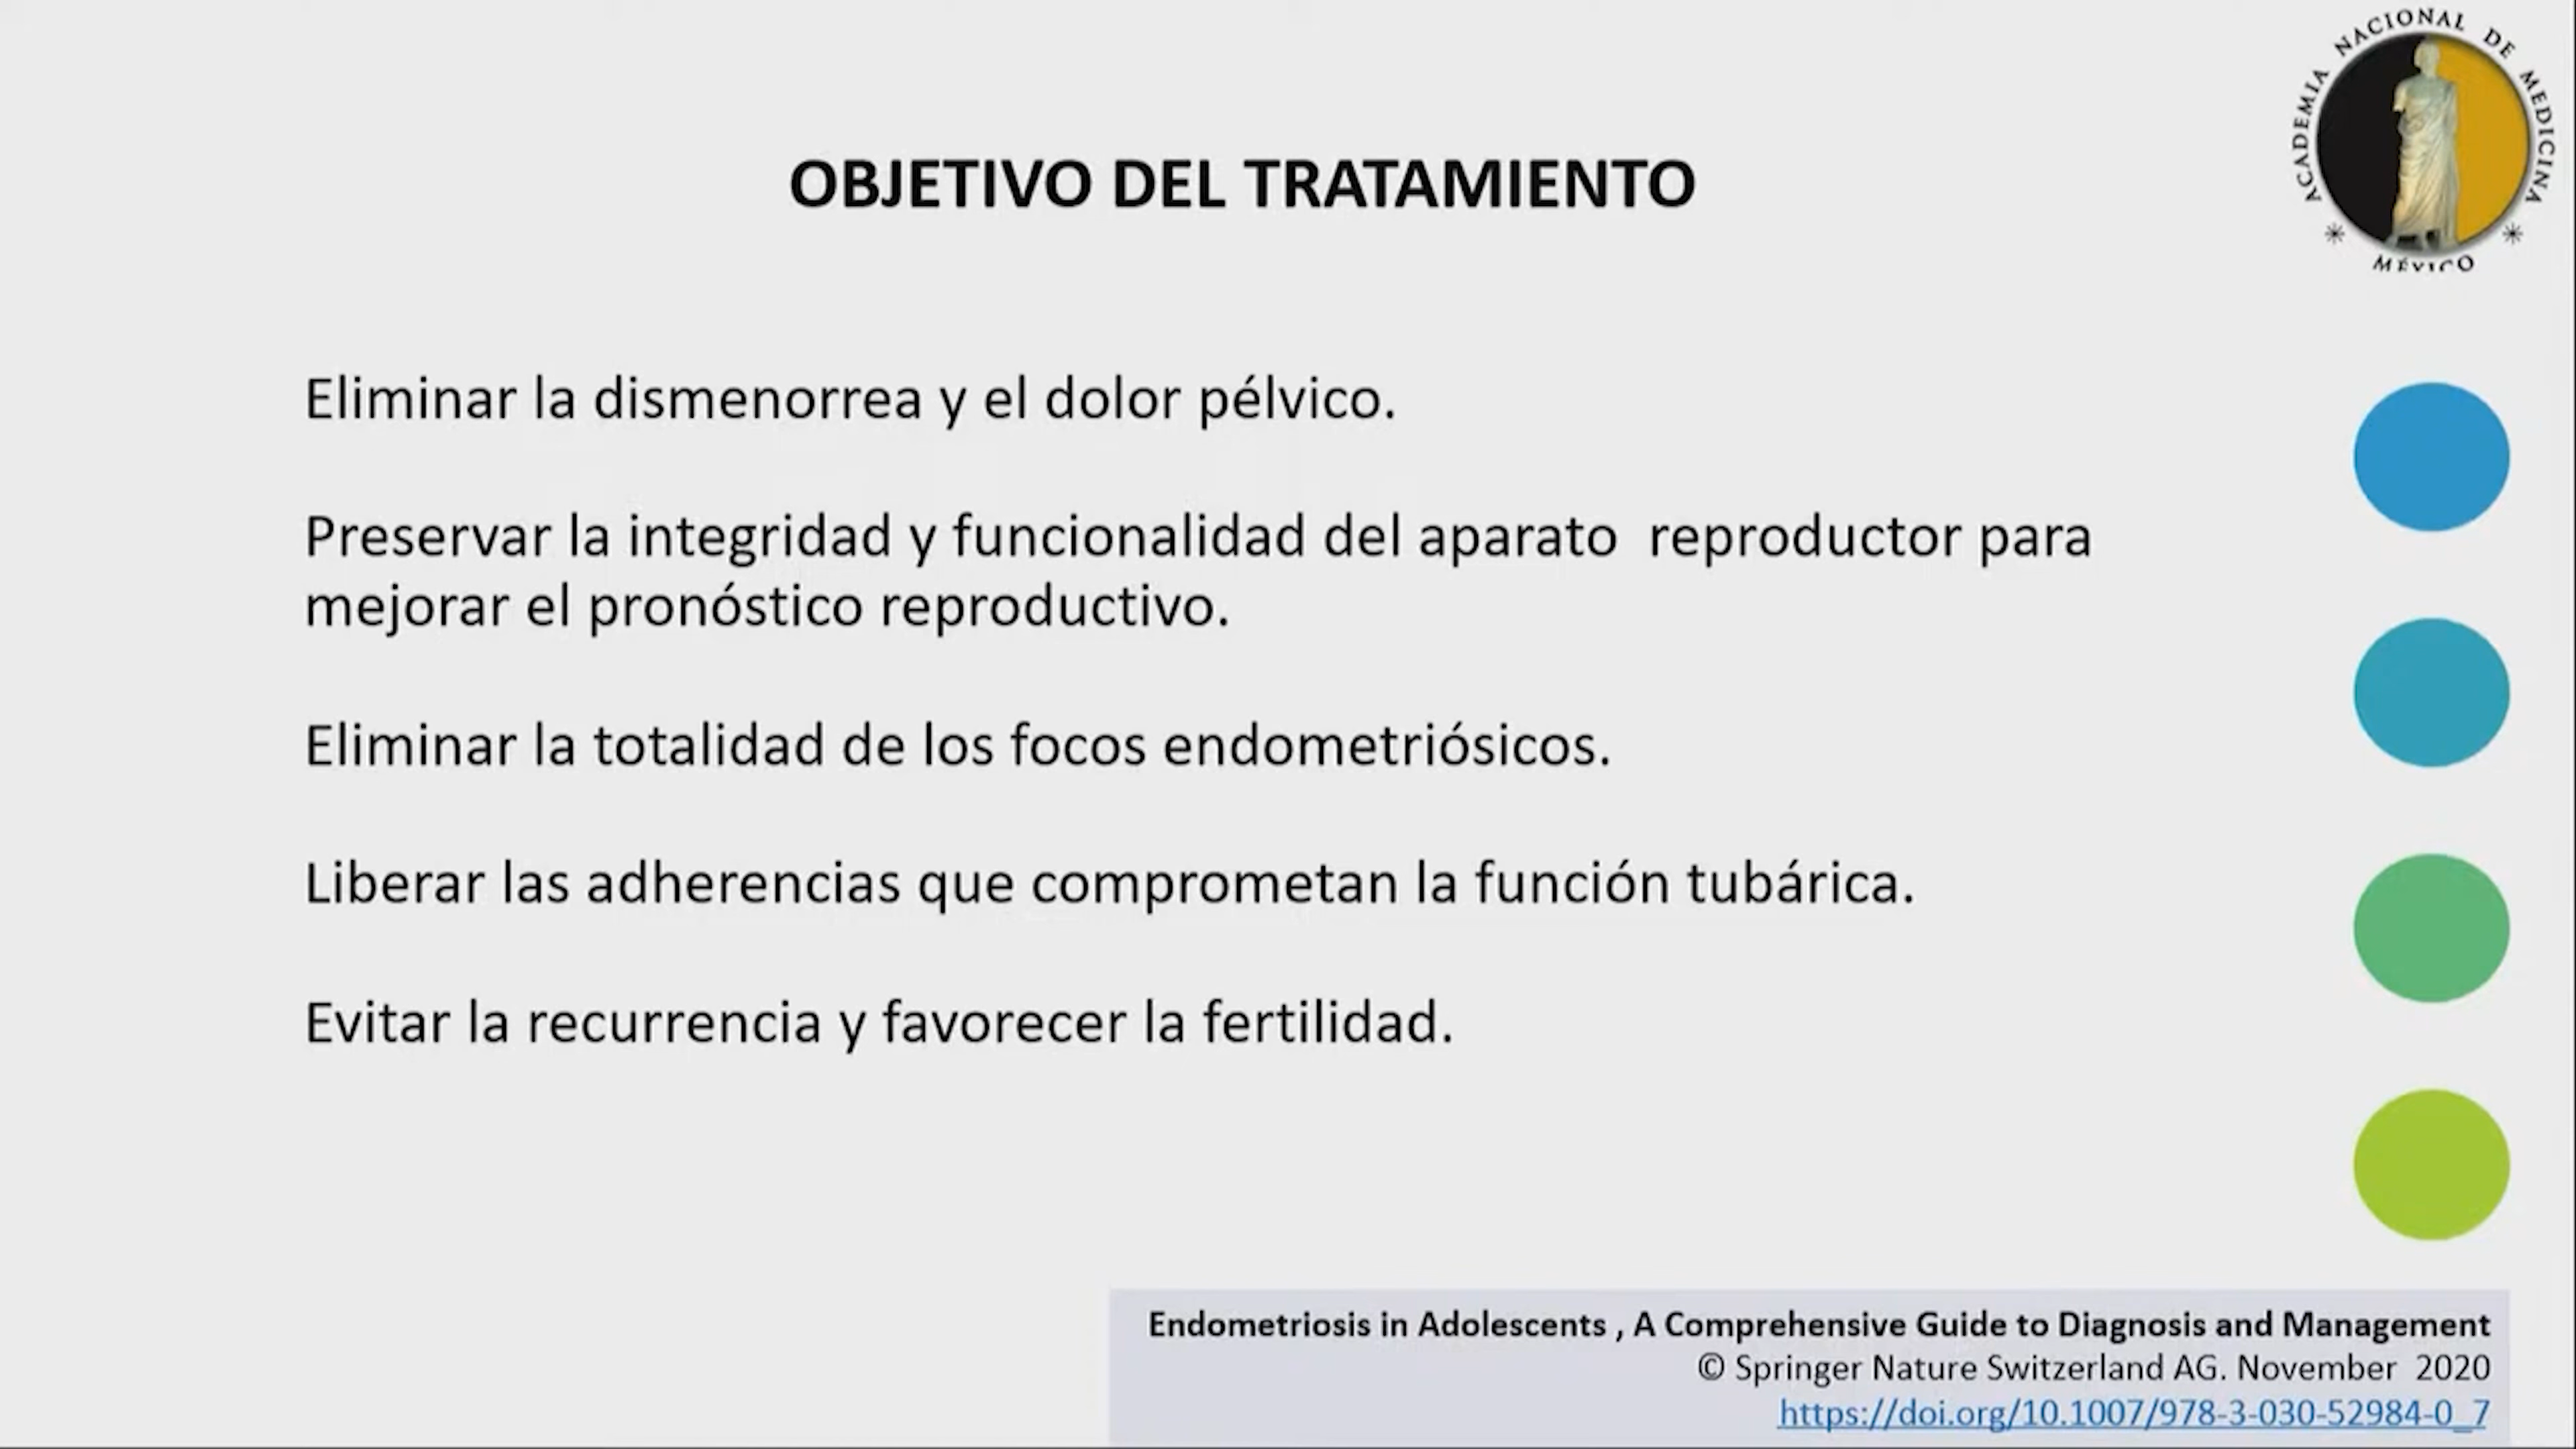 ACADEMIA NACIONAL DE MEDICINA
MÉXICO
OBJETIVO DEL TRATAMIENTO
Eliminar la dismenorrea y el dolor pélvico.
Preservar la integridad y funcionalidad del aparato reproductor para
mejorar el pronóstico reproductivo.
Eliminar la totalidad de los focos endometriósicos.
Liberar las adherencias que comprometan la función tubárica.
Evitar la recurrencia y favorecer la fertilidad.
Endometriosis in Adolescents , A Comprehensive Guide to Diagnosis and Management
© Springer Nature Switzerland AG. November 2020
https://doi.org/10.1007/978-3-030-52984-0_7